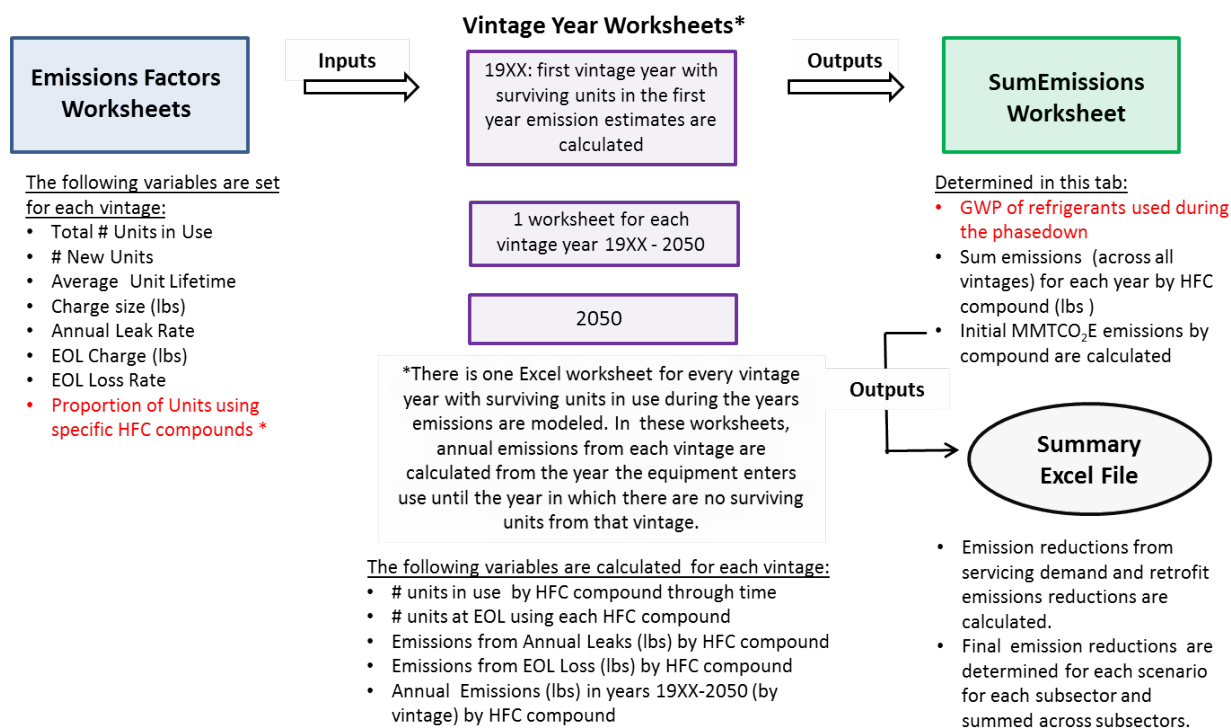 Emissions Factors
Worksheets
The following variables are set
for each vintage:
• Total # Units in Use
• # New Units
• Average Unit Lifetime
• Charge size (lbs)
• Annual Leak Rate
• EOL Charge (lbs)
• EOL Loss Rate
• Proportion of Units using
specific HFC compounds *
Inputs
Vintage Year Worksheets*
19XX: first vintage year with
surviving units in the first
year emission estimates are
calculated
1 worksheet for each
vintage year 19XX - 2050
2050
*There is one Excel worksheet for every vintage
year with surviving units in use during the years
emissions are modeled. In these worksheets,
annual emissions from each vintage are
calculated from the year the equipment enters
use until the year in which there are no surviving
units from that vintage.
The following variables are calculated for each vintage:
• # units in use by HFC compound through time
• # units at EOL using each HFC compound
• Emissions from Annual Leaks (lbs) by HFC compound
• Emissions from EOL Loss (lbs) by HFC compound
• Annual Emissions (lbs) in years 19XX-2050 (by
vintage) by HFC compound
Outputs
SumEmissions
Worksheet
Determined in this tab:
• GWP of refrigerants used during
the phasedown
• Sum emissions (across all
vintages) for each year by HFC
compound (lbs )
• Initial MMTCO₂E emissions by
compound are calculated
Outputs
Summary
Excel File
• Emission reductions from
servicing demand and retrofit
emissions reductions are
calculated.
• Final emission reductions are
determined for each scenario
for each subsector and
summed across subsectors.